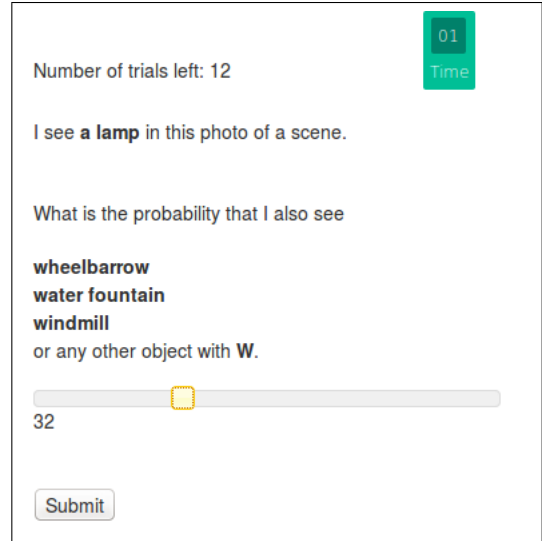 01
Time
Number of trials left: 12
I see a lamp in this photo of a scene.
What is the probability that I also see
wheelbarrow
water fountain
windmill
or any other object with W.
32
Submit